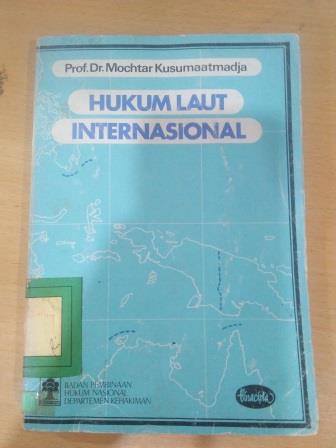 Prof. Dr. Mochtar Kusumaatmadja
HUKUM LAUT
INTERNASIONAL
BADAN PEMBINAAN
HUKUM NASIONAL
DEPARTEMEN KEHAKIMAN
binacipta